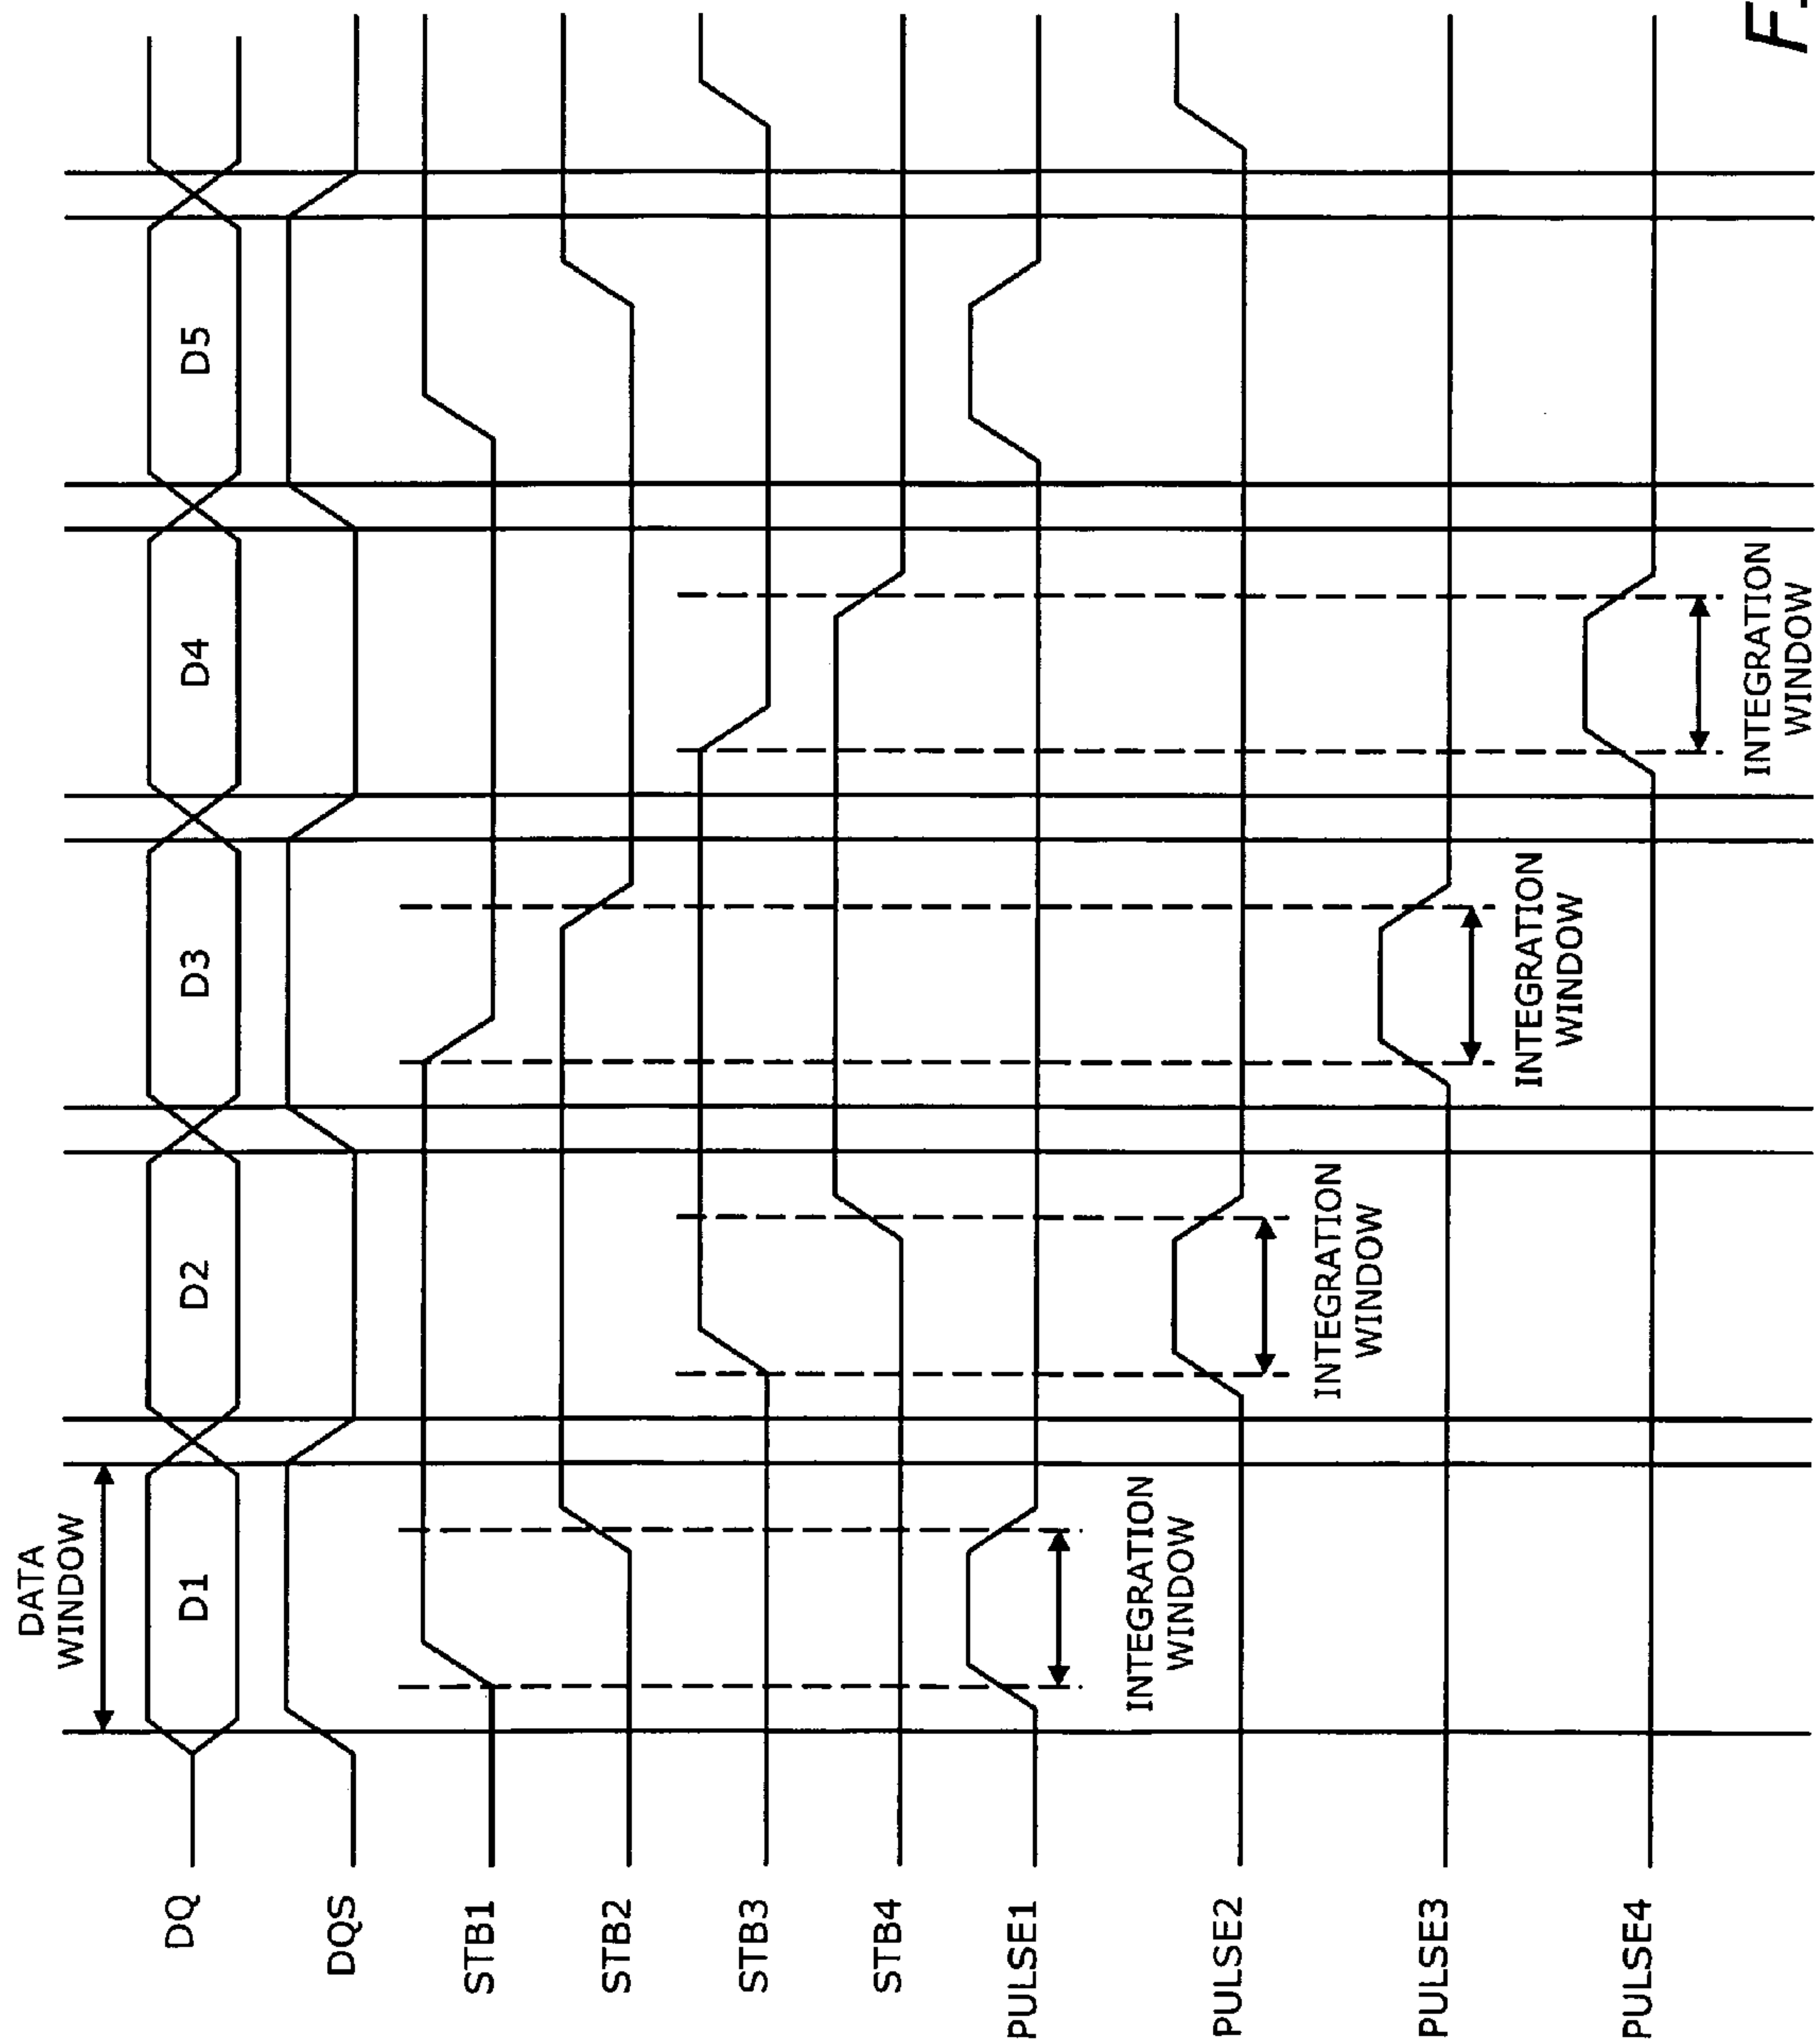 DATA
WINDOW
DQ
D1
D2
D3
D4
D5
DQS
STB1
STB2
STB3
STB4
PULSE1
INTEGRATION
WINDOW
PULSE2
INTEGRATION
WINDOW
PULSE3
INTEGRATION
WINDOW
PULSE4
INTEGRATION
WINDOW